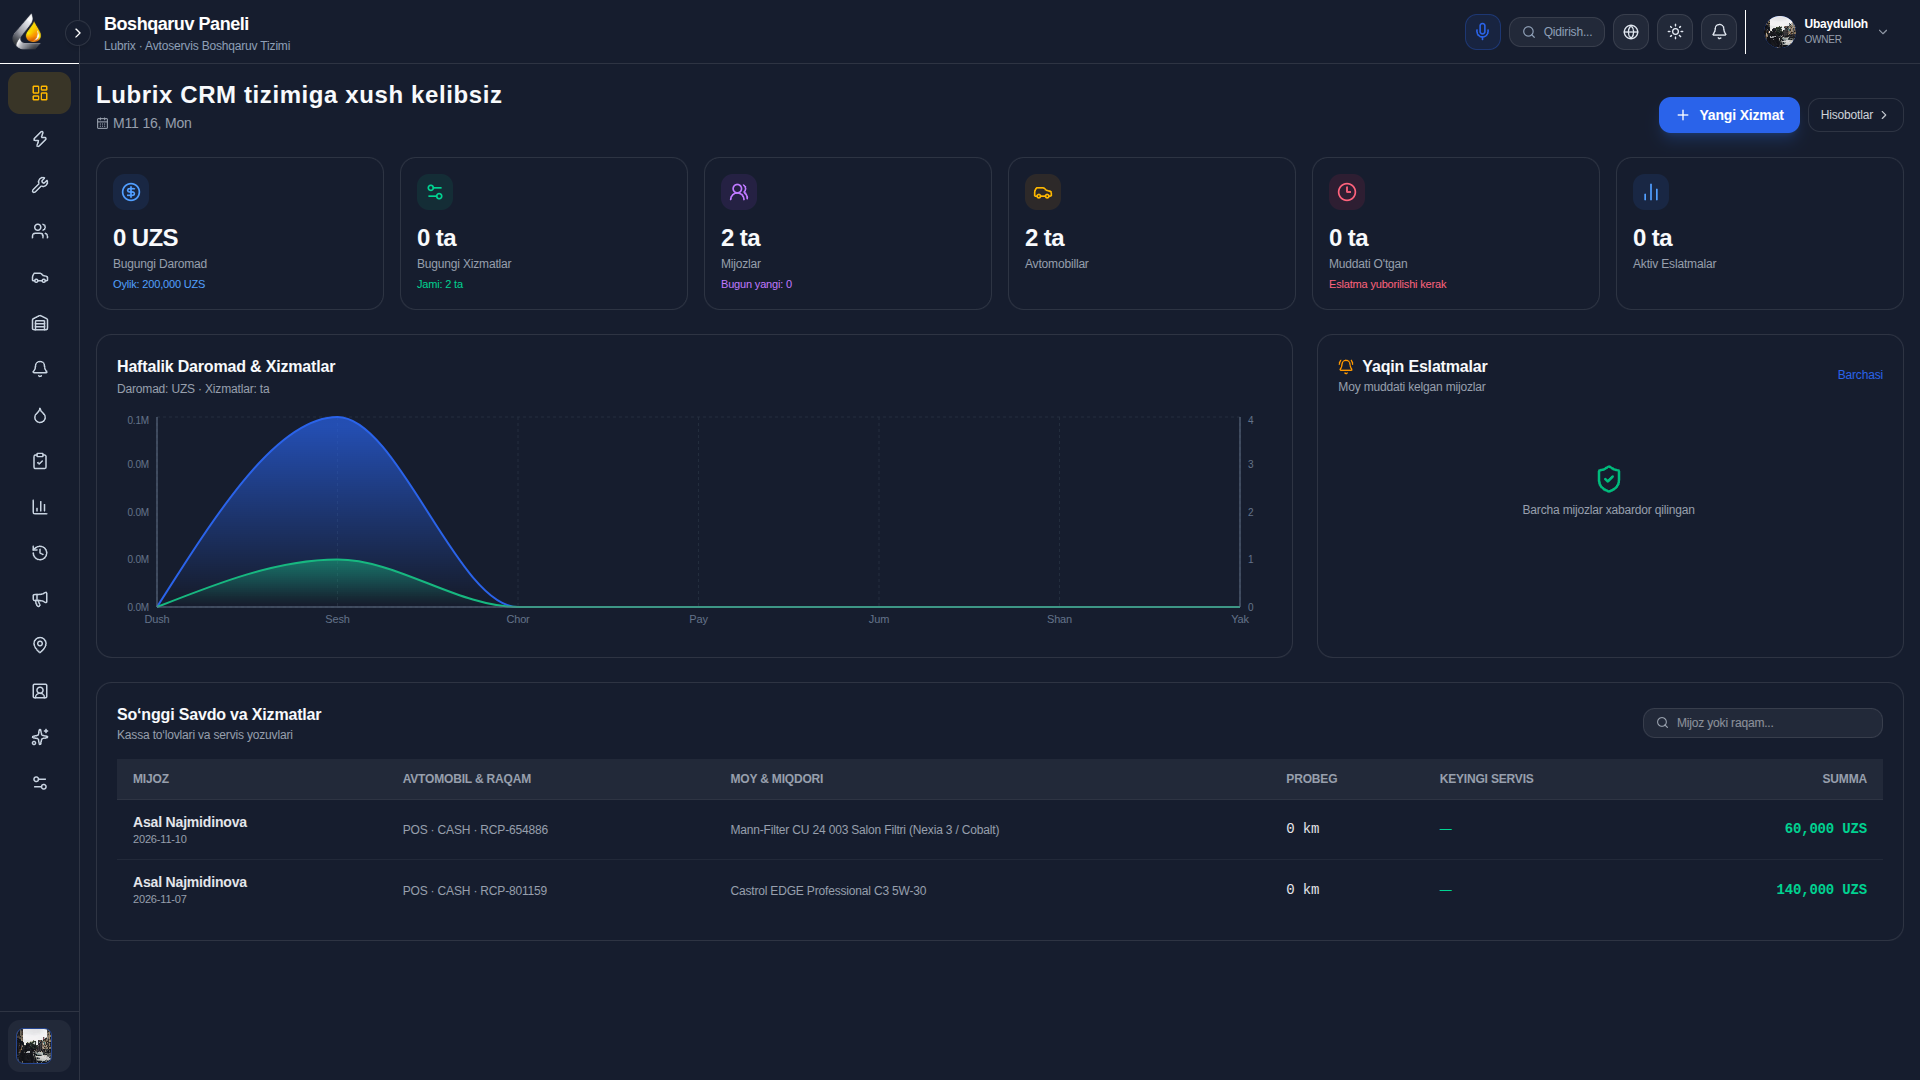 Boshqaruv Paneli
Lubrix · Avtoservis Boshqaruv Tizimi
Qidirish...
Ubaydulloh
OWNER
Lubrix CRM tizimiga xush kelibsiz
M11 16, Mon
Yangi Xizmat
Hisobotlar
0 UZS
Bugungi Daromad
Oylik: 200,000 UZS
0 ta
Bugungi Xizmatlar
Jami: 2 ta
2 ta
Mijozlar
Bugun yangi: 0
2 ta
Avtomobillar
0 ta
Muddati O'tgan
Eslatma yuborilishi kerak
0 ta
Aktiv Eslatmalar
Haftalik Daromad & Xizmatlar
Daromad: UZS · Xizmatlar: ta
0.1M
0.0M
0.0M
0.0M
0.0M
4
3
2
1
0
Dush Sesh Chor Pay Jum Shan Yak
Yaqin Eslatmalar
Moy muddati kelgan mijozlar
Barchasi
Barcha mijozlar xabardor qilingan
Soʻnggi Savdo va Xizmatlar
Kassa toʻlovlari va servis yozuvlari
Mijoz yoki raqam...
MIJOZ AVTOMOBIL & RAQAM MOY & MIQDORI PROBEG KEYINGI SERVIS SUMMA
Asal Najmidinova
2026-11-10
POS · CASH · RCP-654886 Mann-Filter CU 24 003 Salon Filtri (Nexia 3 / Cobalt) 0 km — 60,000 UZS
Asal Najmidinova
2026-11-07
POS · CASH · RCP-801159 Castrol EDGE Professional C3 5W-30 0 km — 140,000 UZS